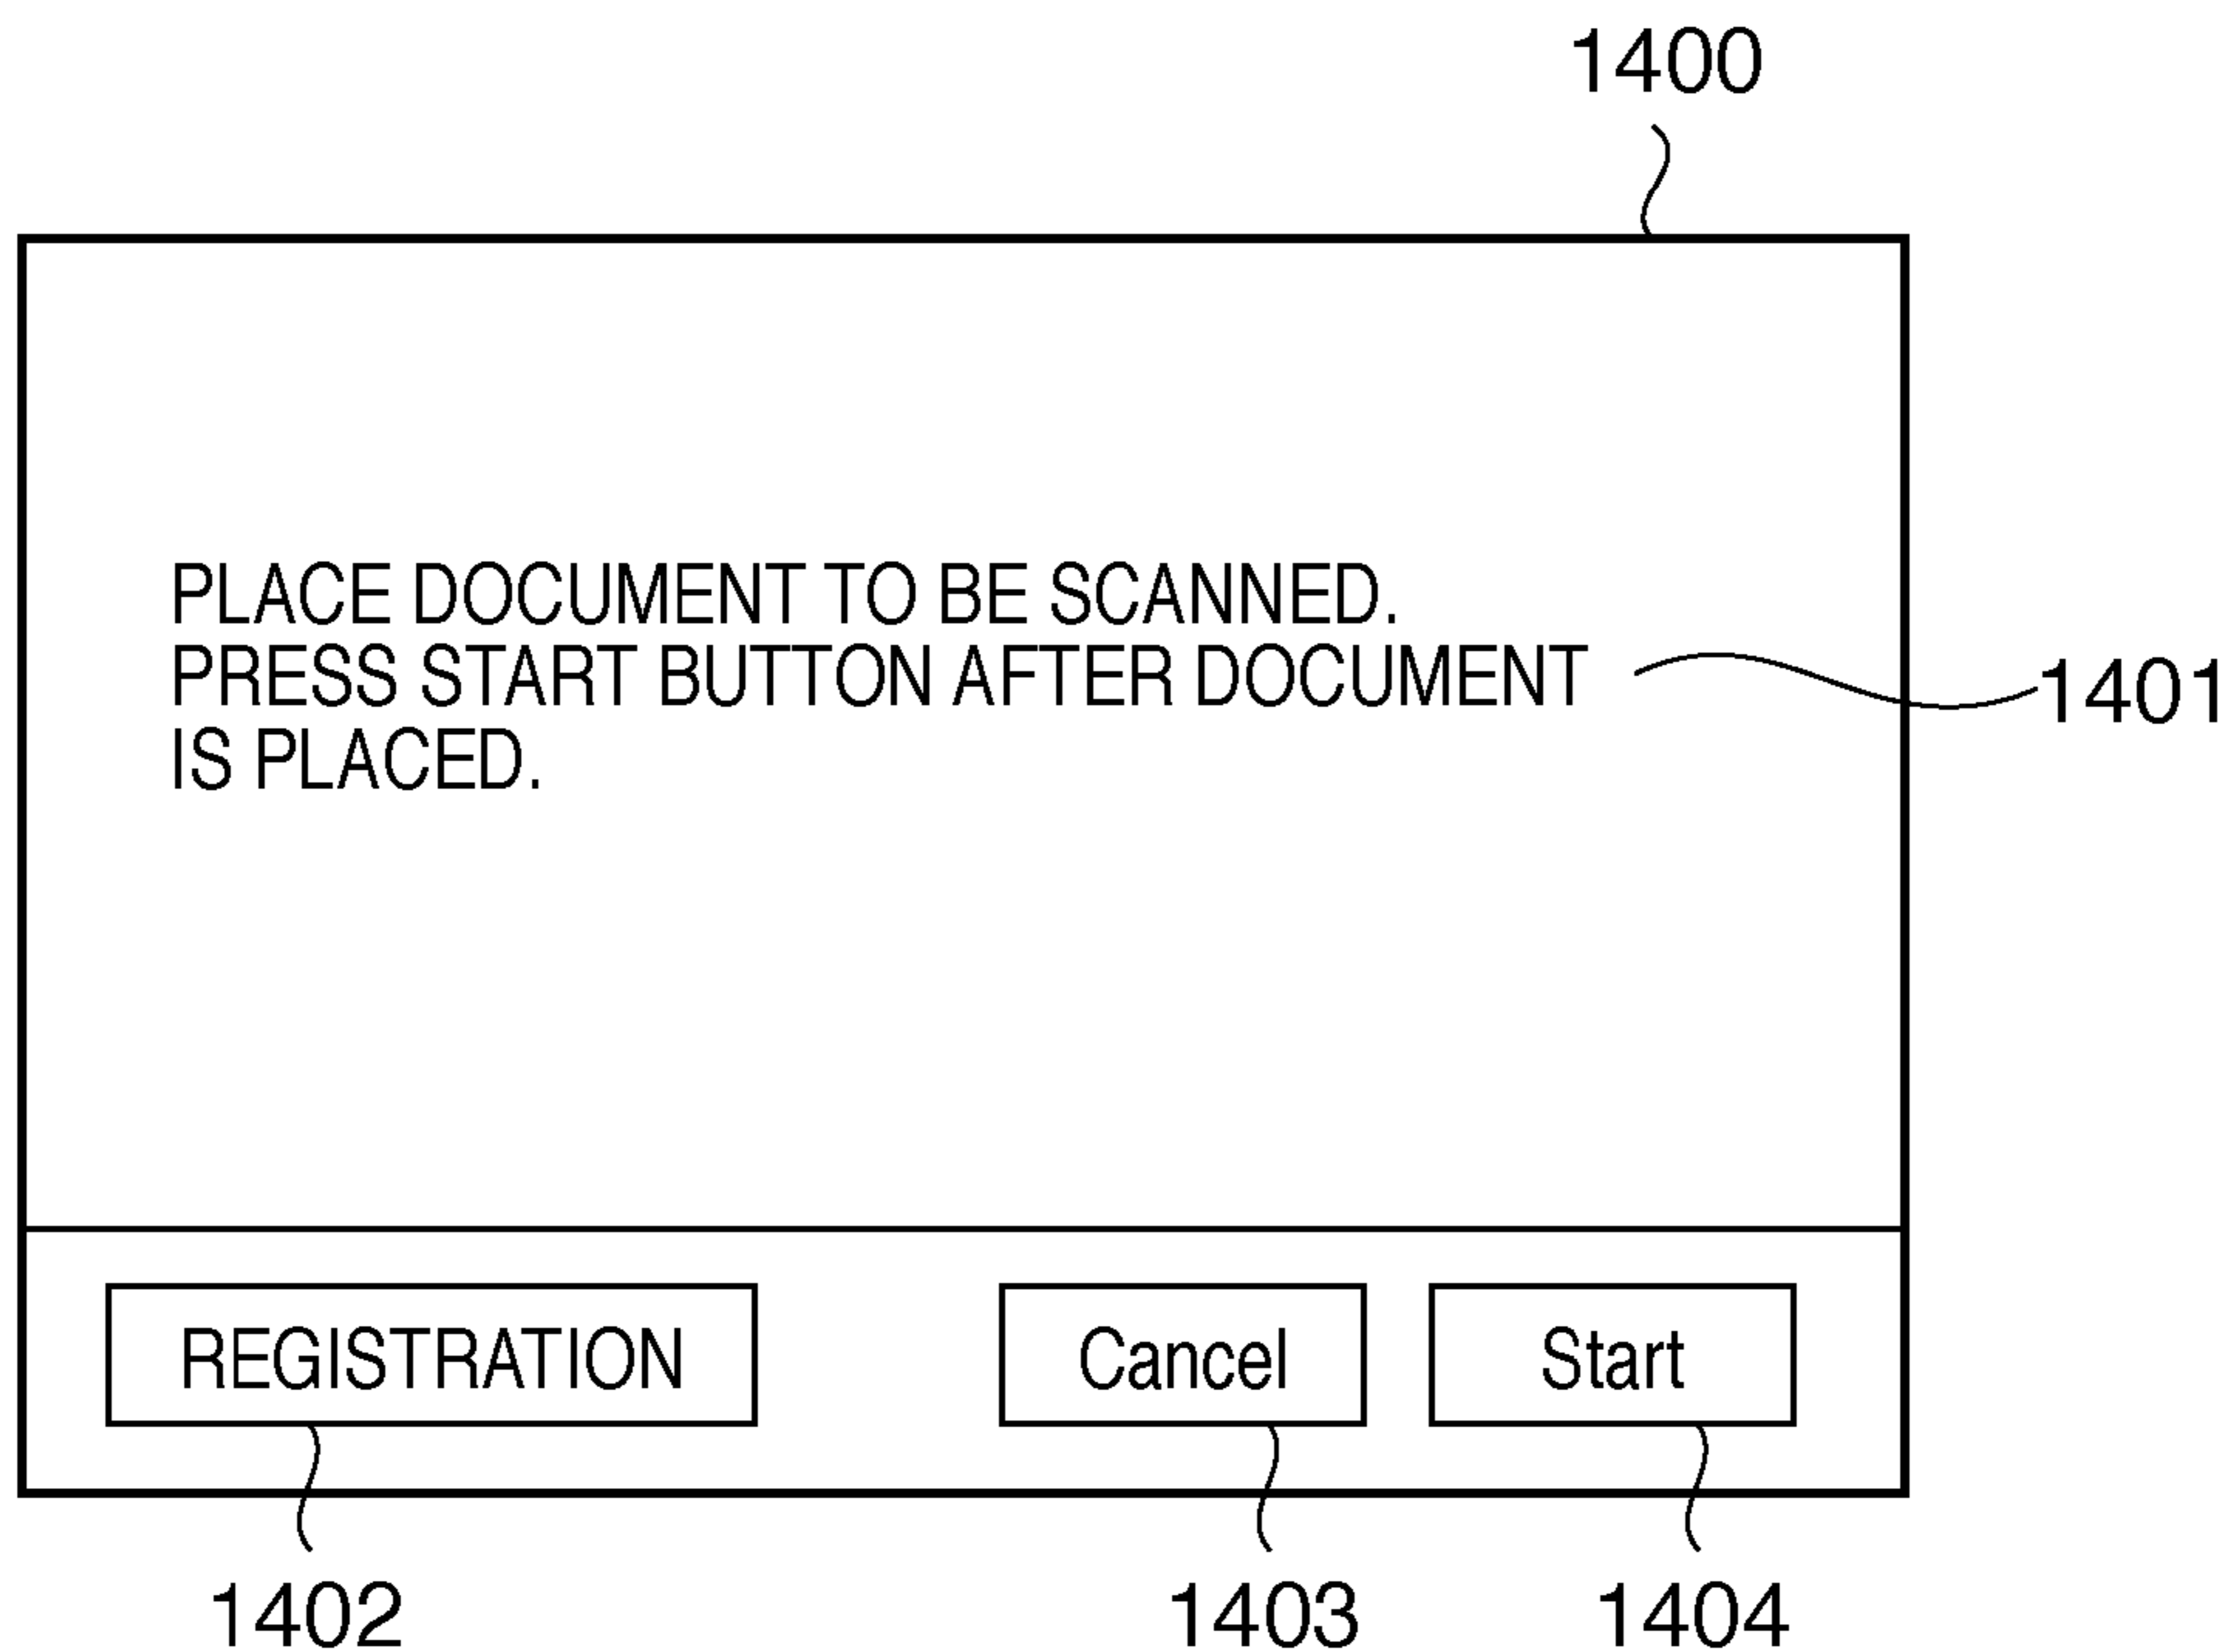 1400
PLACE DOCUMENT TO BE SCANNED.
PRESS START BUTTON AFTER DOCUMENT
IS PLACED.
1401
REGISTRATION
Cancel
Start
1402
1403
1404